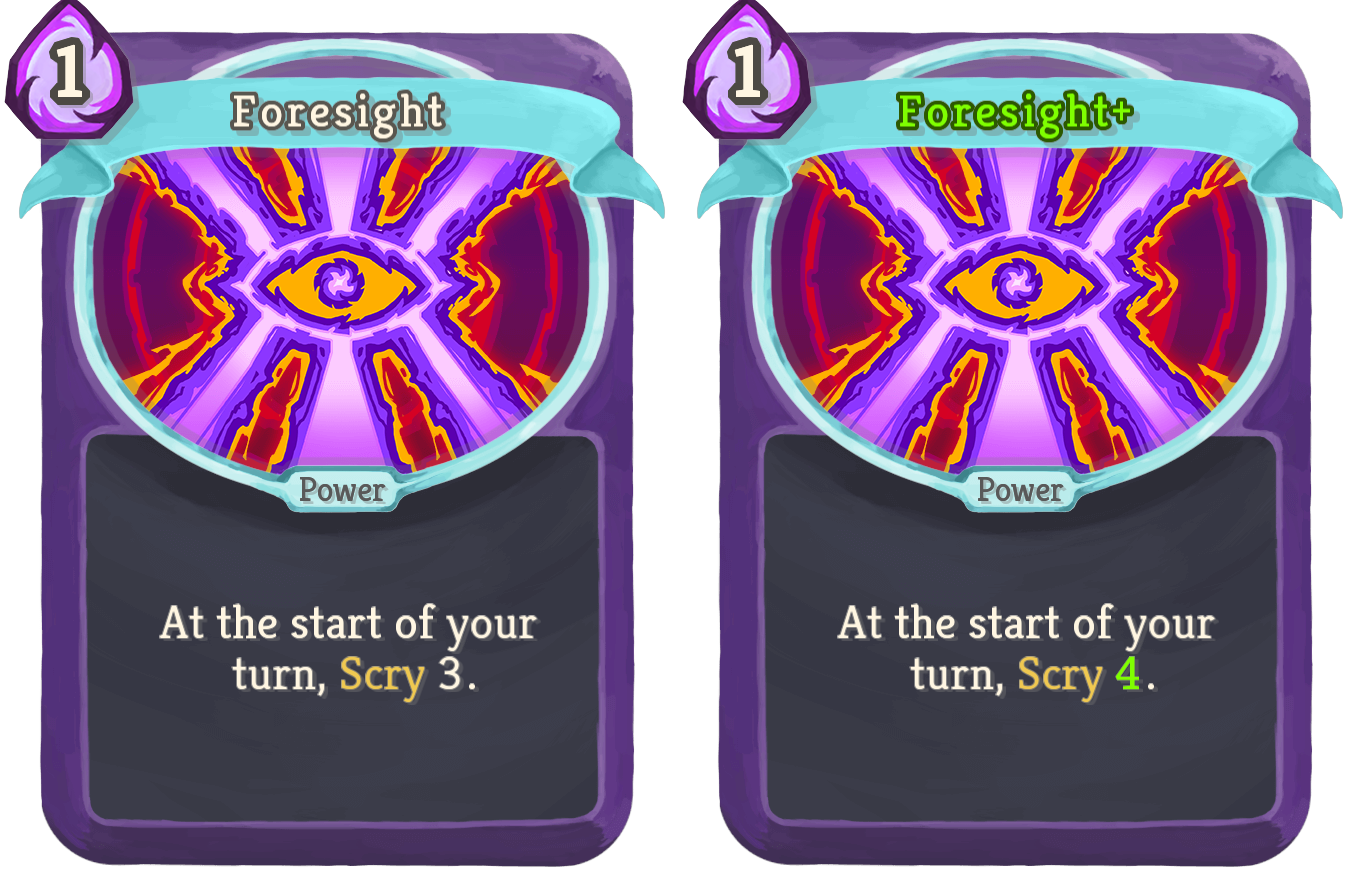 1
Foresight
Power
At the start of your
turn, Scry 3.
1
Foresight+
Power
At the start of your
turn, Scry 4.